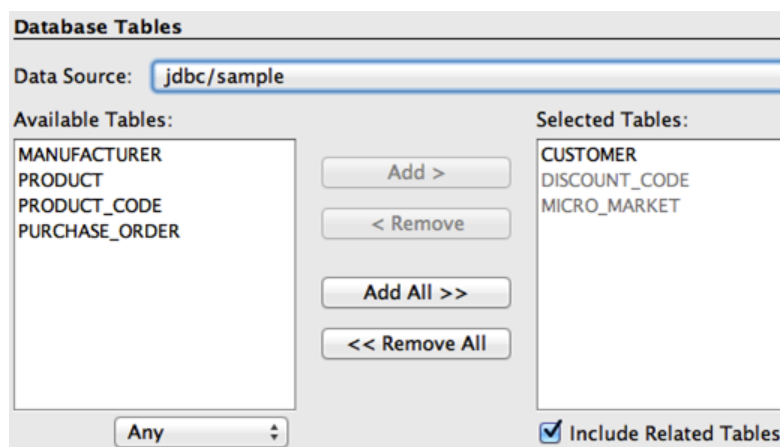 Database Tables
Data Source: jdbc/sample
Available Tables:
Selected Tables:
MANUFACTURER
PRODUCT
PRODUCT_CODE
PURCHASE_ORDER
Add >
< Remove
Add All >>
<< Remove All
CUSTOMER
DISCOUNT_CODE
MICRO_MARKET
Any
Include Related Tables